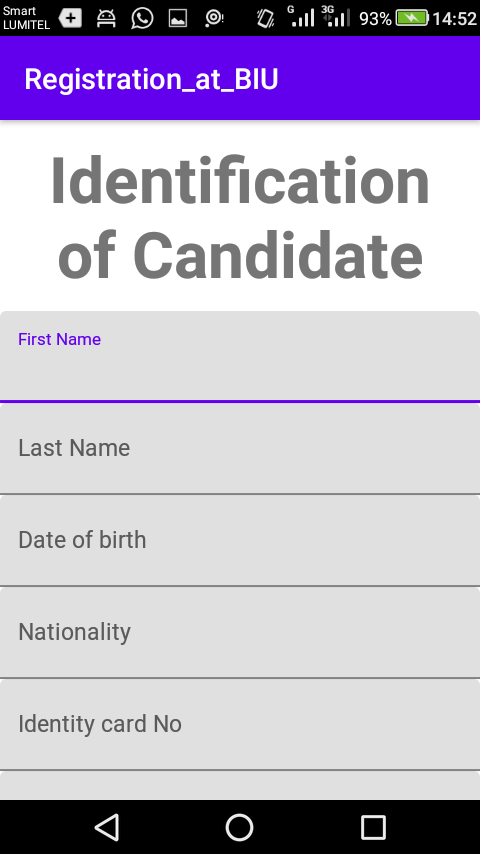 Smart
LUMITEL
G
3G
93%
14:52
Registration_at_BIU
Identification
of Candidate
First Name
Last Name
Date of birth
Nationality
Identity card No